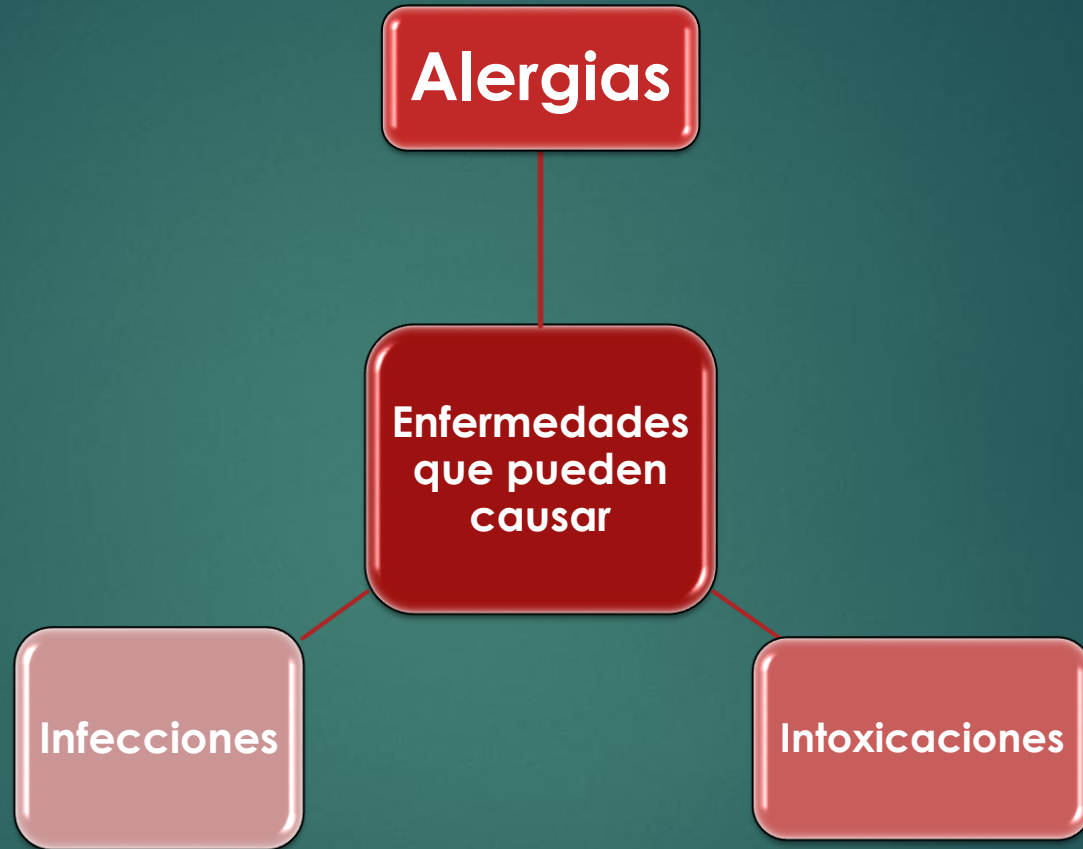 Alergias
Enfermedades
que pueden
causar
Infecciones
Intoxicaciones